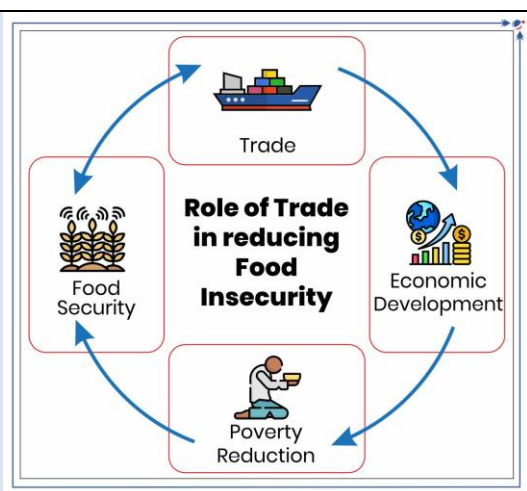 Trade
Role of Trade
in reducing
Food
Insecurity
Food
Security
Economic
Development
Poverty
Reduction